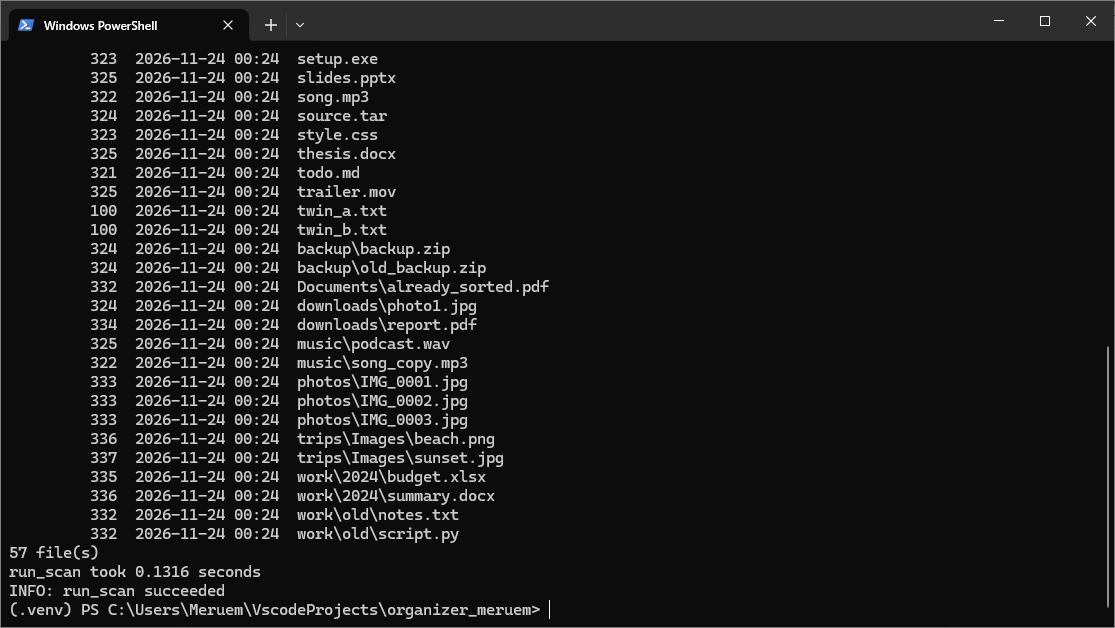 Windows PowerShell
323 2026-11-24 00:24 setup.exe
325 2026-11-24 00:24 slides.pptx
322 2026-11-24 00:24 song.mp3
324 2026-11-24 00:24 source.tar
323 2026-11-24 00:24 style.css
325 2026-11-24 00:24 thesis.docx
321 2026-11-24 00:24 todo.md
325 2026-11-24 00:24 trailer.mov
100 2026-11-24 00:24 twin_a.txt
100 2026-11-24 00:24 twin_b.txt
324 2026-11-24 00:24 backup\backup.zip
324 2026-11-24 00:24 backup\old_backup.zip
332 2026-11-24 00:24 Documents\already_sorted.pdf
324 2026-11-24 00:24 downloads\photo1.jpg
334 2026-11-24 00:24 downloads\report.pdf
325 2026-11-24 00:24 music\podcast.wav
322 2026-11-24 00:24 music\song_copy.mp3
333 2026-11-24 00:24 photos\IMG_0001.jpg
333 2026-11-24 00:24 photos\IMG_0002.jpg
333 2026-11-24 00:24 photos\IMG_0003.jpg
336 2026-11-24 00:24 trips\Images\beach.png
337 2026-11-24 00:24 trips\Images\sunset.jpg
335 2026-11-24 00:24 work\2024\budget.xlsx
336 2026-11-24 00:24 work\2024\summary.docx
332 2026-11-24 00:24 work\old\notes.txt
332 2026-11-24 00:24 work\old\script.py
57 file(s)
run_scan took 0.1316 seconds
INFO: run_scan succeeded
(.venv) PS C:\Users\Meruem\VscodeProjects\organizer_meruem>